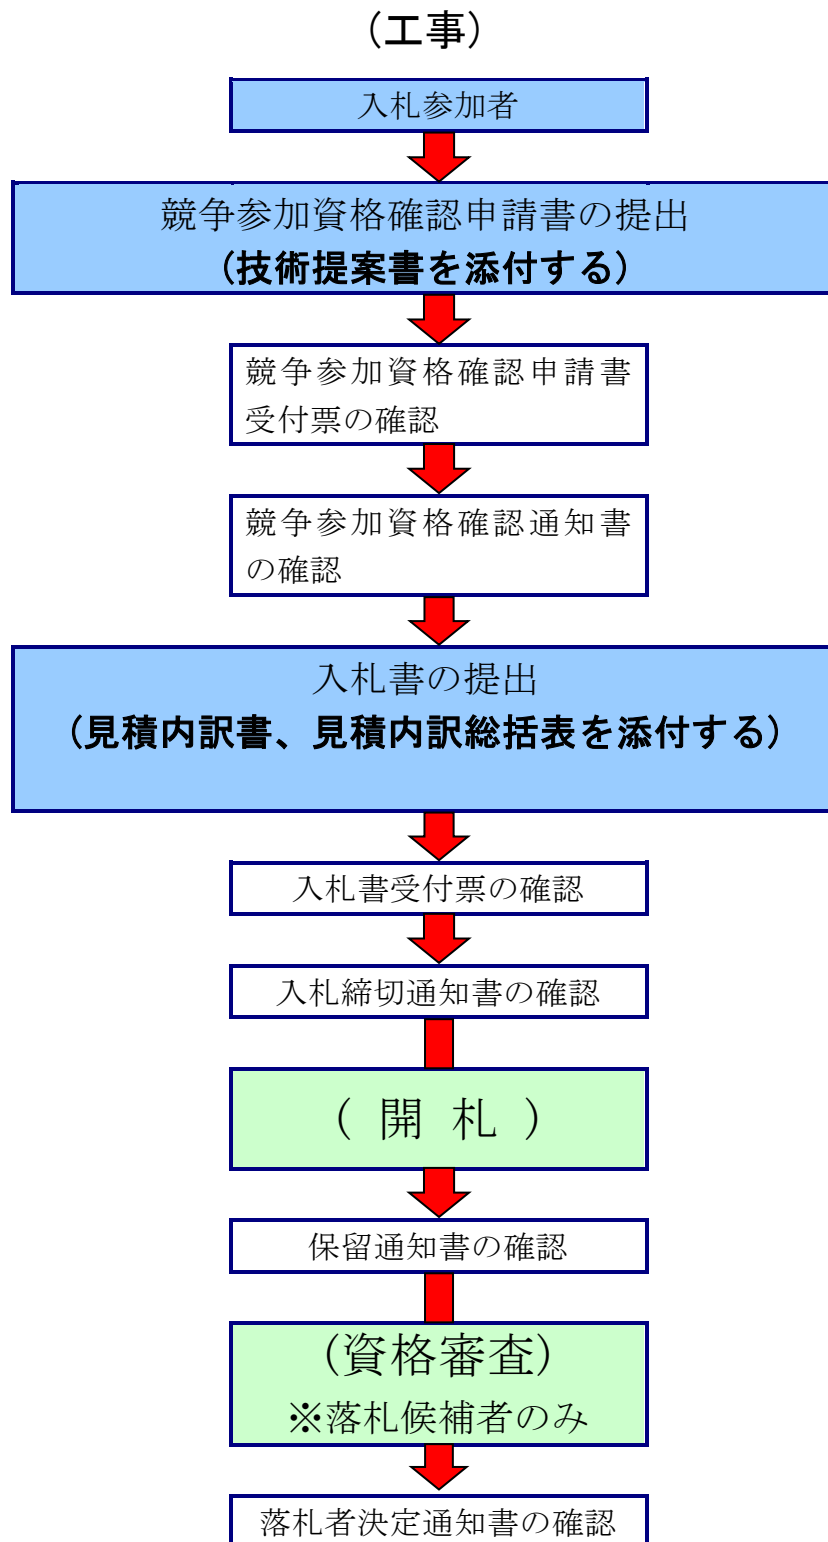 (工事)
入札参加者
競争参加資格確認申請書の提出
(技術提案書を添付する)
競争参加資格確認申請書
受付票の確認
競争参加資格確認通知書
の確認
入札書の提出
(見積内訳書、見積内訳総括表を添付する)
入札書受付票の確認
入札締切通知書の確認
( 開 札 )
保留通知書の確認
(資格審査)
※落札候補者のみ
落札者決定通知書の確認